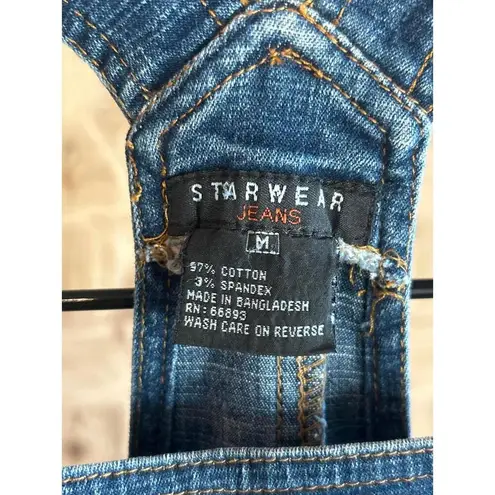 STARWEAR
JEANS
M
97% COTTON
3% SPANDEX
MADE IN BANGLADESH
RN: 66893
WASH CARE ON REVERSE